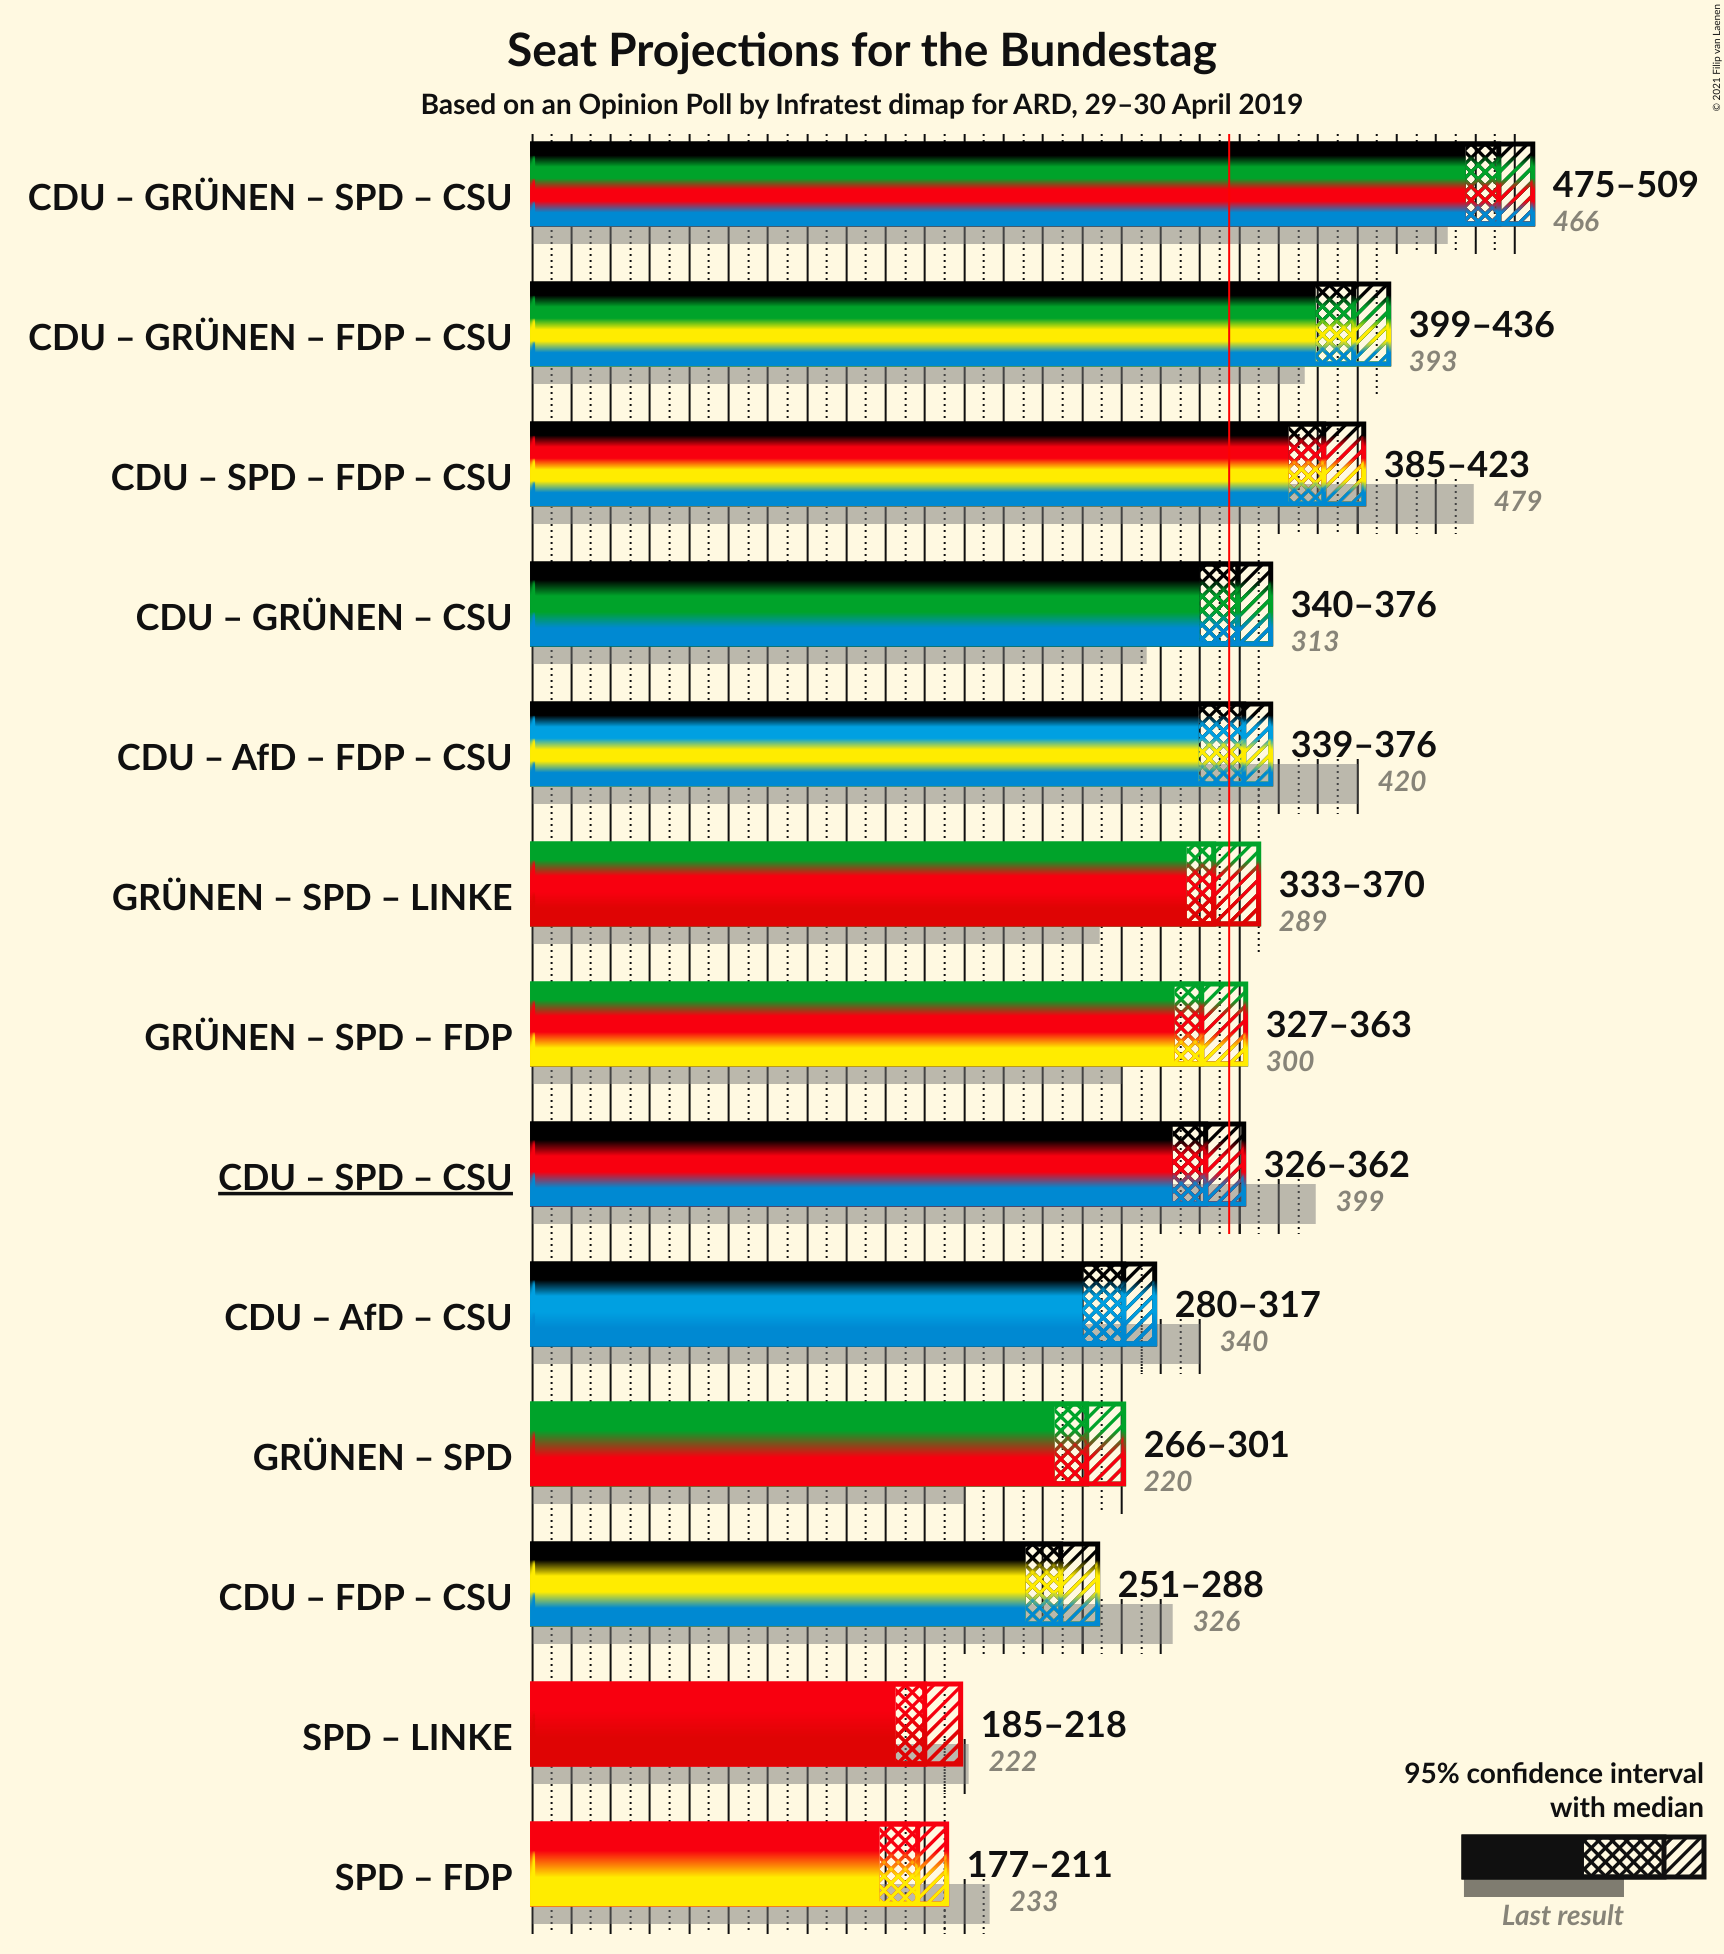 Seat Projections for the Bundestag
Based on an Opinion Poll by Infratest dimap for ARD, 29–30 April 2019
© 2021 Filip van Laenen
CDU – GRÜNEN – SPD – CSU
475–509
466
CDU – GRÜNEN – FDP – CSU
399–436
393
CDU – SPD – FDP – CSU
385–423
479
CDU – GRÜNEN – CSU
340–376
313
CDU – AfD – FDP – CSU
339–376
420
GRÜNEN – SPD – LINKE
333–370
289
GRÜNEN – SPD – FDP
327–363
300
CDU – SPD – CSU
326–362
399
CDU – AfD – CSU
280–317
340
GRÜNEN – SPD
266–301
220
CDU – FDP – CSU
251–288
326
SPD – LINKE
185–218
222
SPD – FDP
177–211
233
95% confidence interval
with median
Last result